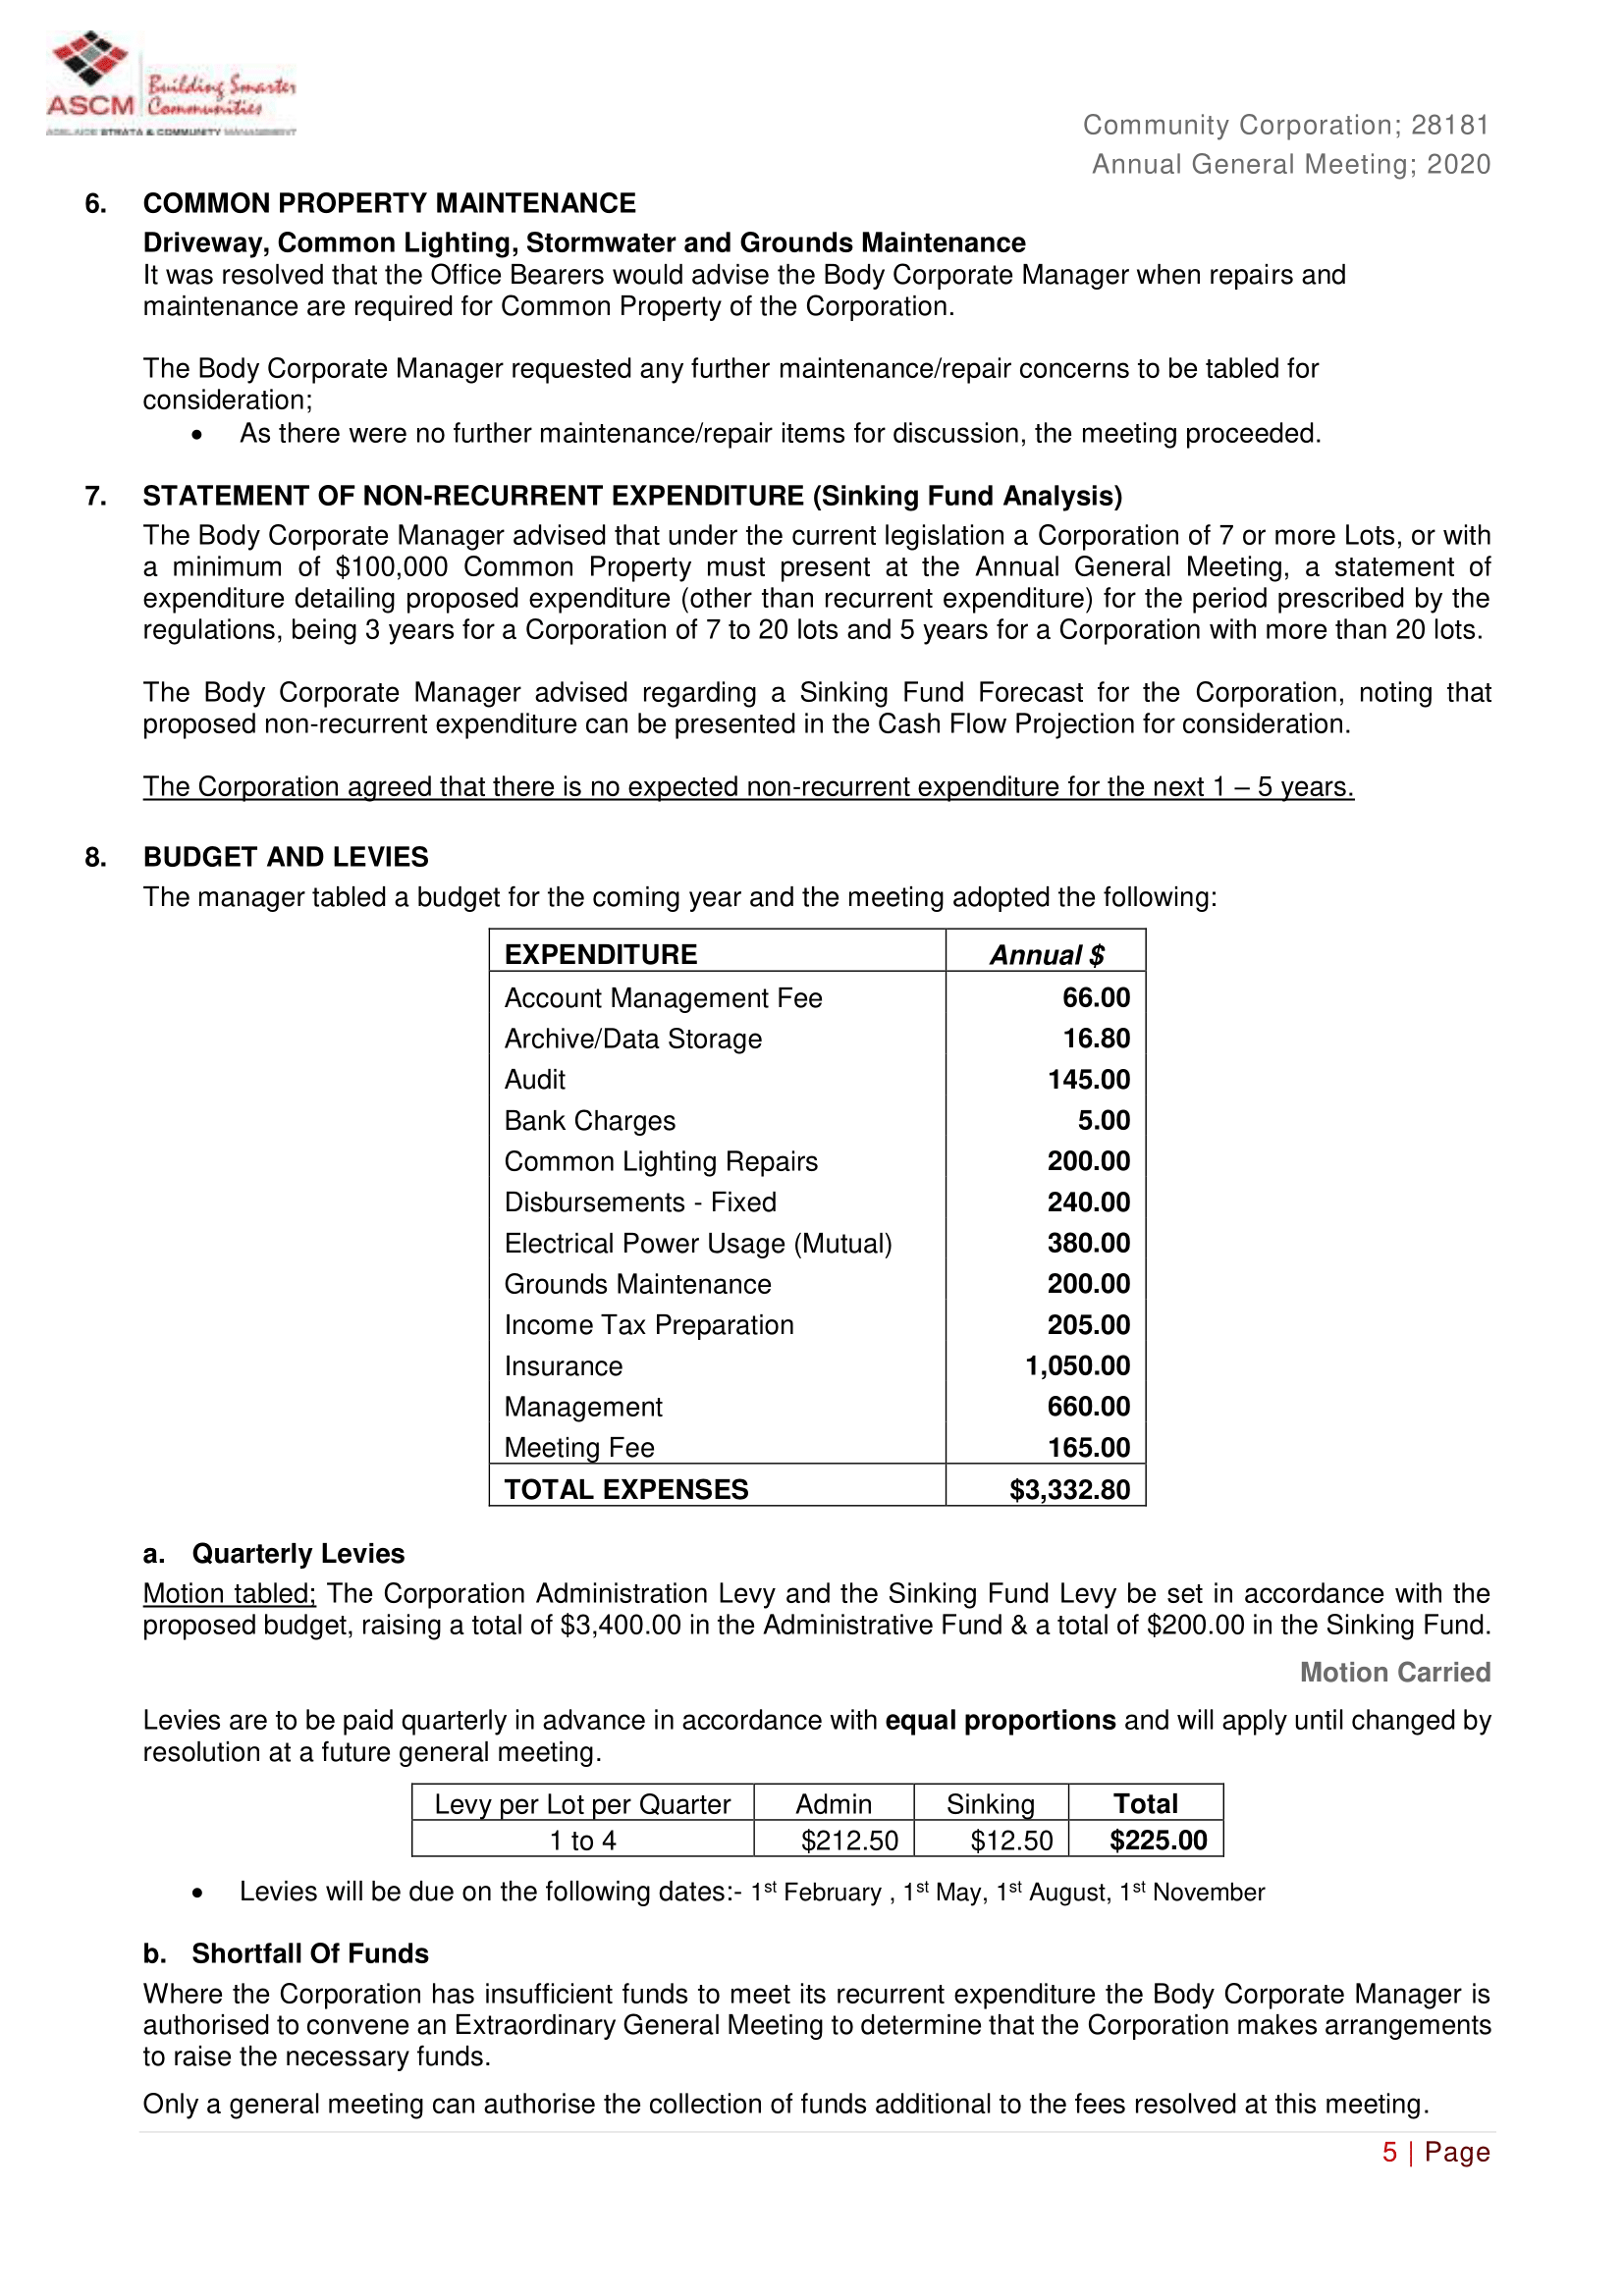 ASCM
Building Smarter
Communities
ADELAIDE STRATA & COMMUNITY MANAGEMENT
Community Corporation; 28181
Annual General Meeting; 2020
6. COMMON PROPERTY MAINTENANCE
Driveway, Common Lighting, Stormwater and Grounds Maintenance
It was resolved that the Office Bearers would advise the Body Corporate Manager when repairs and
maintenance are required for Common Property of the Corporation.
The Body Corporate Manager requested any further maintenance/repair concerns to be tabled for
consideration;
• As there were no further maintenance/repair items for discussion, the meeting proceeded.
7. STATEMENT OF NON-RECURRENT EXPENDITURE (Sinking Fund Analysis)
The Body Corporate Manager advised that under the current legislation a Corporation of 7 or more Lots, or with
a minimum of $100,000 Common Property must present at the Annual General Meeting, a statement of
expenditure detailing proposed expenditure (other than recurrent expenditure) for the period prescribed by the
regulations, being 3 years for a Corporation of 7 to 20 lots and 5 years for a Corporation with more than 20 lots.
The Body Corporate Manager advised regarding a Sinking Fund Forecast for the Corporation, noting that
proposed non-recurrent expenditure can be presented in the Cash Flow Projection for consideration.
The Corporation agreed that there is no expected non-recurrent expenditure for the next 1 – 5 years.
8. BUDGET AND LEVIES
The manager tabled a budget for the coming year and the meeting adopted the following:
EXPENDITURE Annual $
Account Management Fee 66.00
Archive/Data Storage 16.80
Audit 145.00
Bank Charges 5.00
Common Lighting Repairs 200.00
Disbursements - Fixed 240.00
Electrical Power Usage (Mutual) 380.00
Grounds Maintenance 200.00
Income Tax Preparation 205.00
Insurance 1,050.00
Management 660.00
Meeting Fee 165.00
TOTAL EXPENSES $3,332.80
a. Quarterly Levies
Motion tabled; The Corporation Administration Levy and the Sinking Fund Levy be set in accordance with the
proposed budget, raising a total of $3,400.00 in the Administrative Fund & a total of $200.00 in the Sinking Fund.
Motion Carried
Levies are to be paid quarterly in advance in accordance with equal proportions and will apply until changed by
resolution at a future general meeting.
Levy per Lot per Quarter Admin Sinking Total
1 to 4 $212.50 $12.50 $225.00
• Levies will be due on the following dates:- 1st February , 1st May, 1st August, 1st November
b. Shortfall Of Funds
Where the Corporation has insufficient funds to meet its recurrent expenditure the Body Corporate Manager is
authorised to convene an Extraordinary General Meeting to determine that the Corporation makes arrangements
to raise the necessary funds.
Only a general meeting can authorise the collection of funds additional to the fees resolved at this meeting.
5 | Page